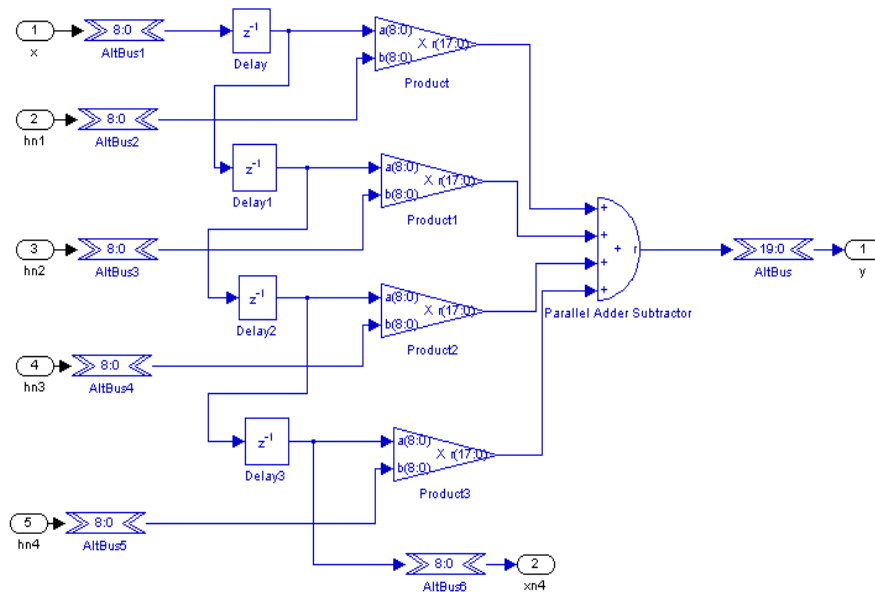 1
8:0
z-1
a(8:0)
b(8:0)
X r(17:0)
x
AltBus1
Delay
Product
2
8:0
hn1
AltBus2
z-1
a(8:0)
b(8:0)
X r(17:0)
Delay1
Product1
3
8:0
hn2
AltBus3
+
+
+
+
+ r
19:0
1
AltBus
y
Parallel Adder Subtractor
z-1
a(8:0)
b(8:0)
X r(17:0)
Delay2
Product2
4
8:0
hn3
AltBus4
z-1
a(8:0)
b(8:0)
X r(17:0)
Delay3
Product3
5
8:0
hn4
AltBus5
8:0
2
AltBus6
xn4